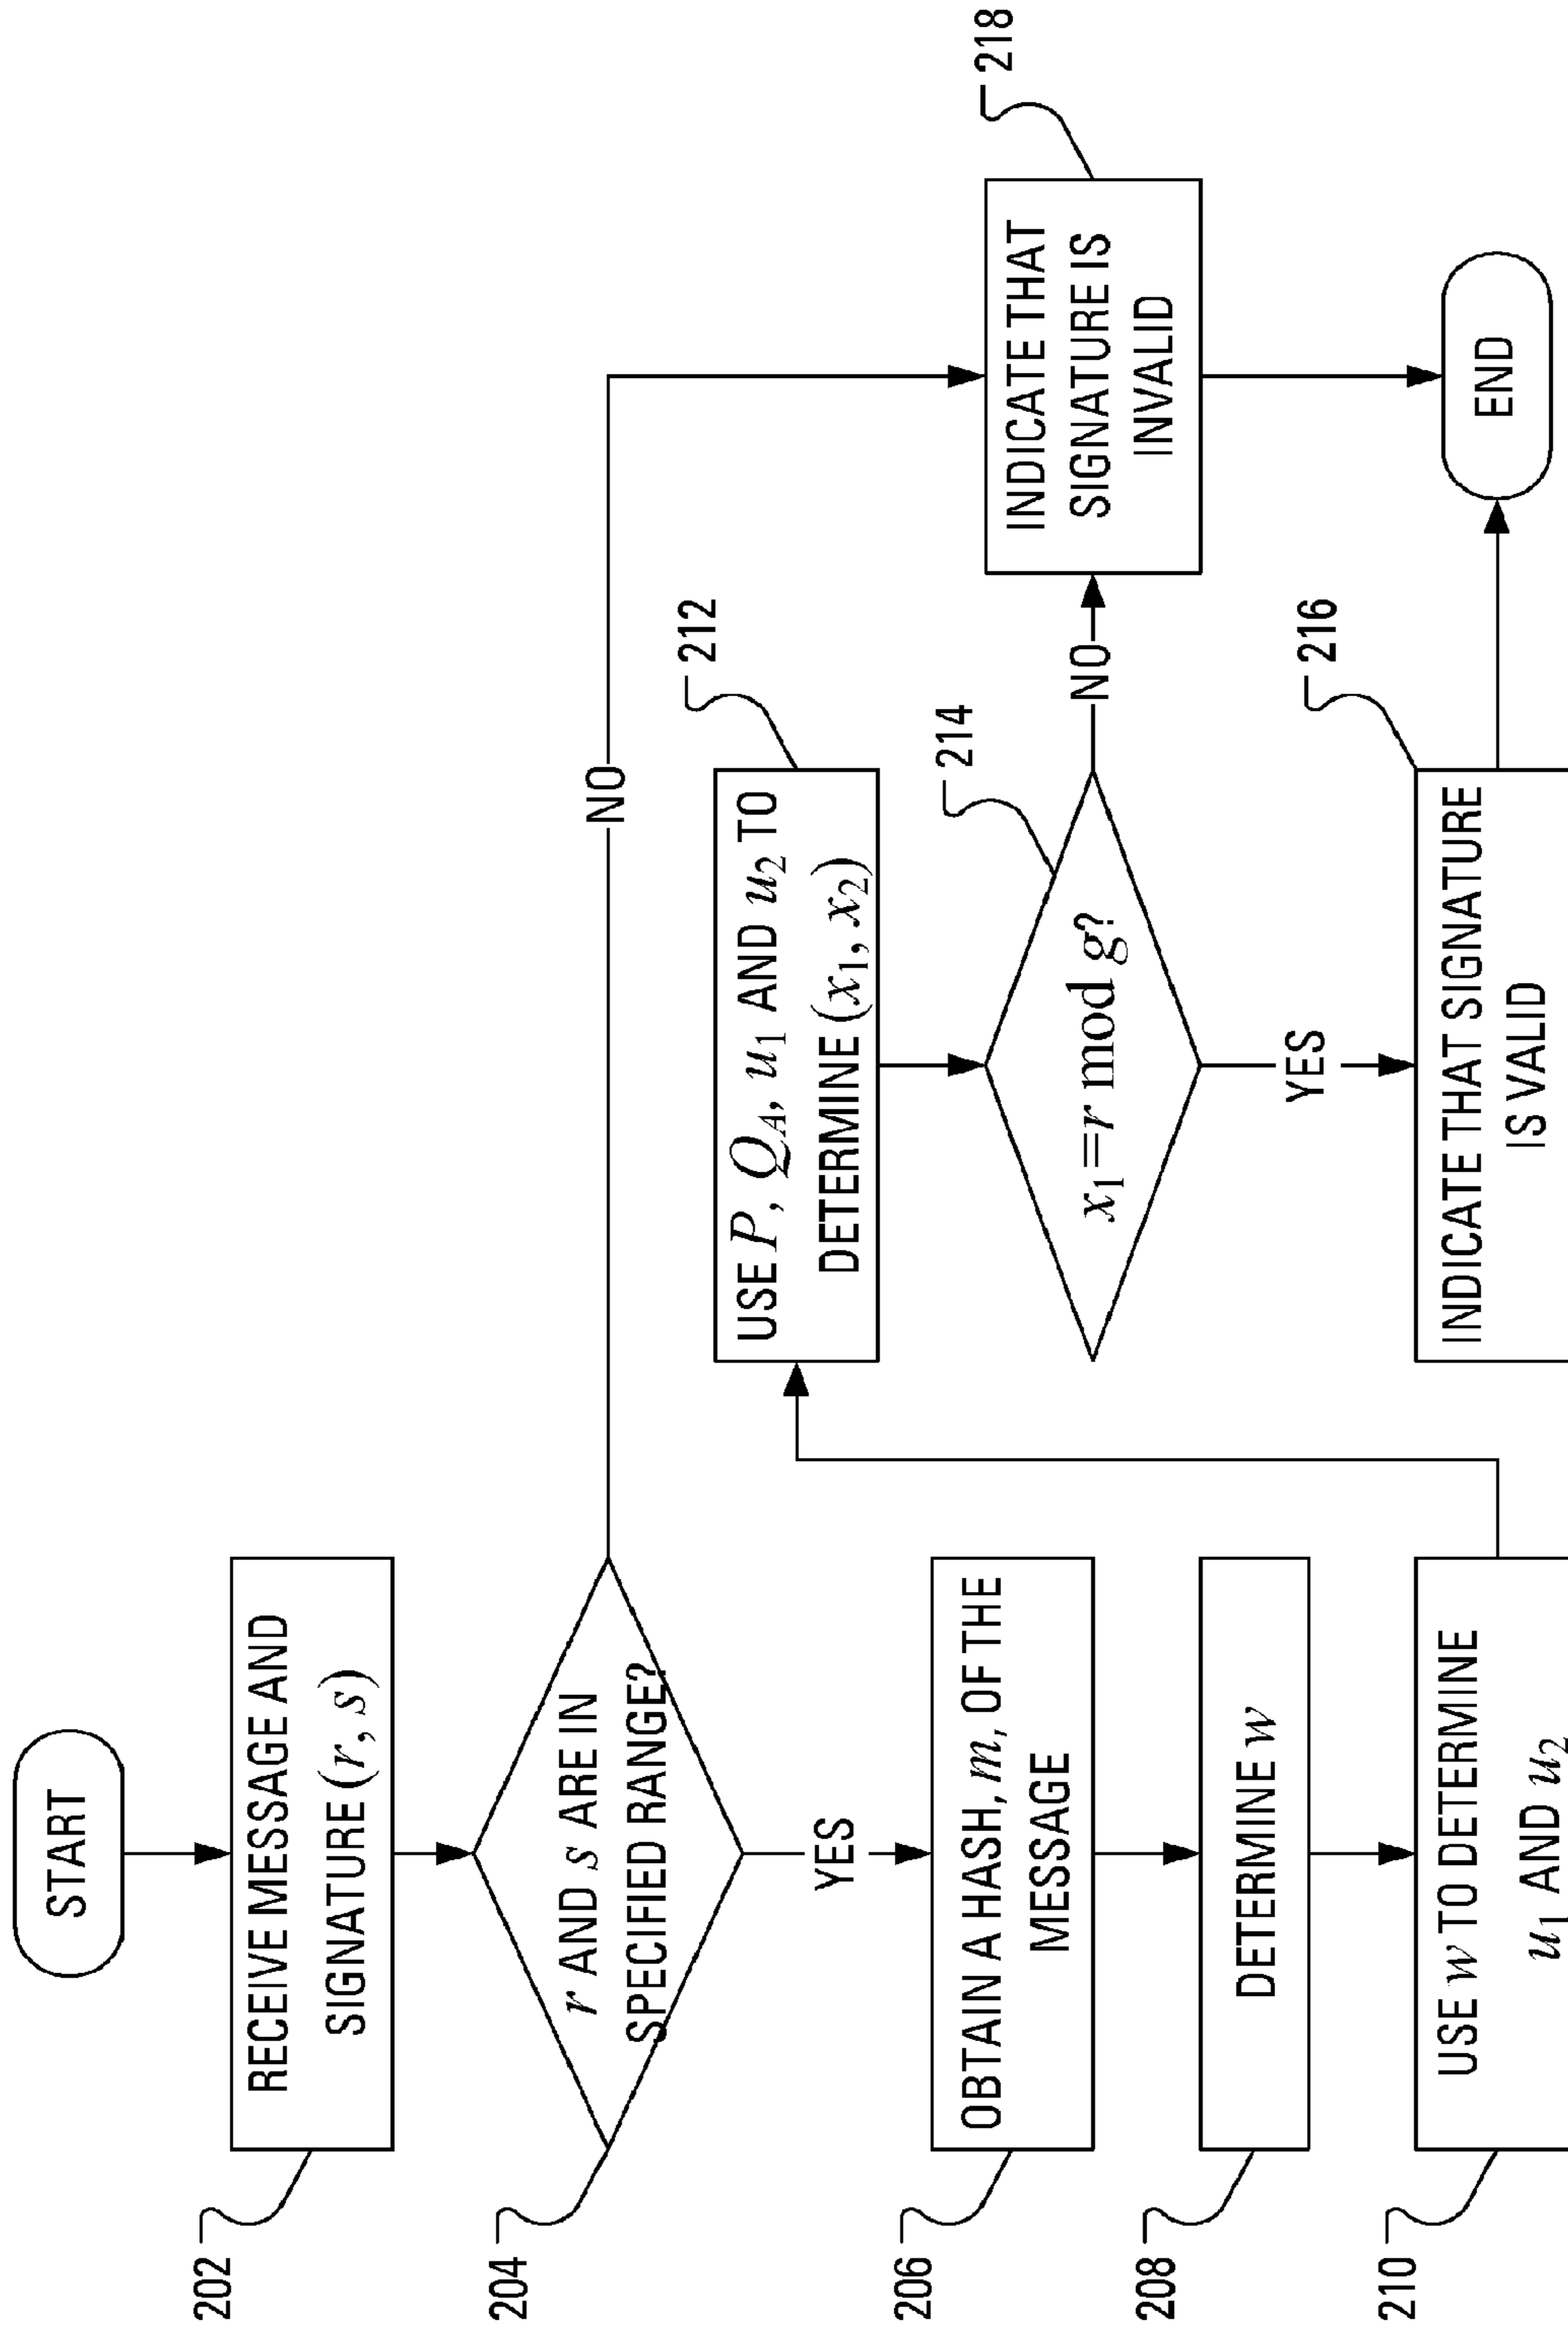 START
202
RECEIVE MESSAGE AND
SIGNATURE (r, s)
204
r AND s ARE IN
SPECIFIED RANGE?
NO
YES
206
OBTAIN A HASH, m, OF THE
MESSAGE
208
DETERMINE w
210
USE w TO DETERMINE
u₁ AND u₂
212
USE P, Q_A, u₁ AND u₂ TO
DETERMINE (x₁, x₂)
214
x₁=r mod g?
NO
YES
216
INDICATE THAT SIGNATURE
IS VALID
218
INDICATE THAT
SIGNATURE IS
INVALID
END